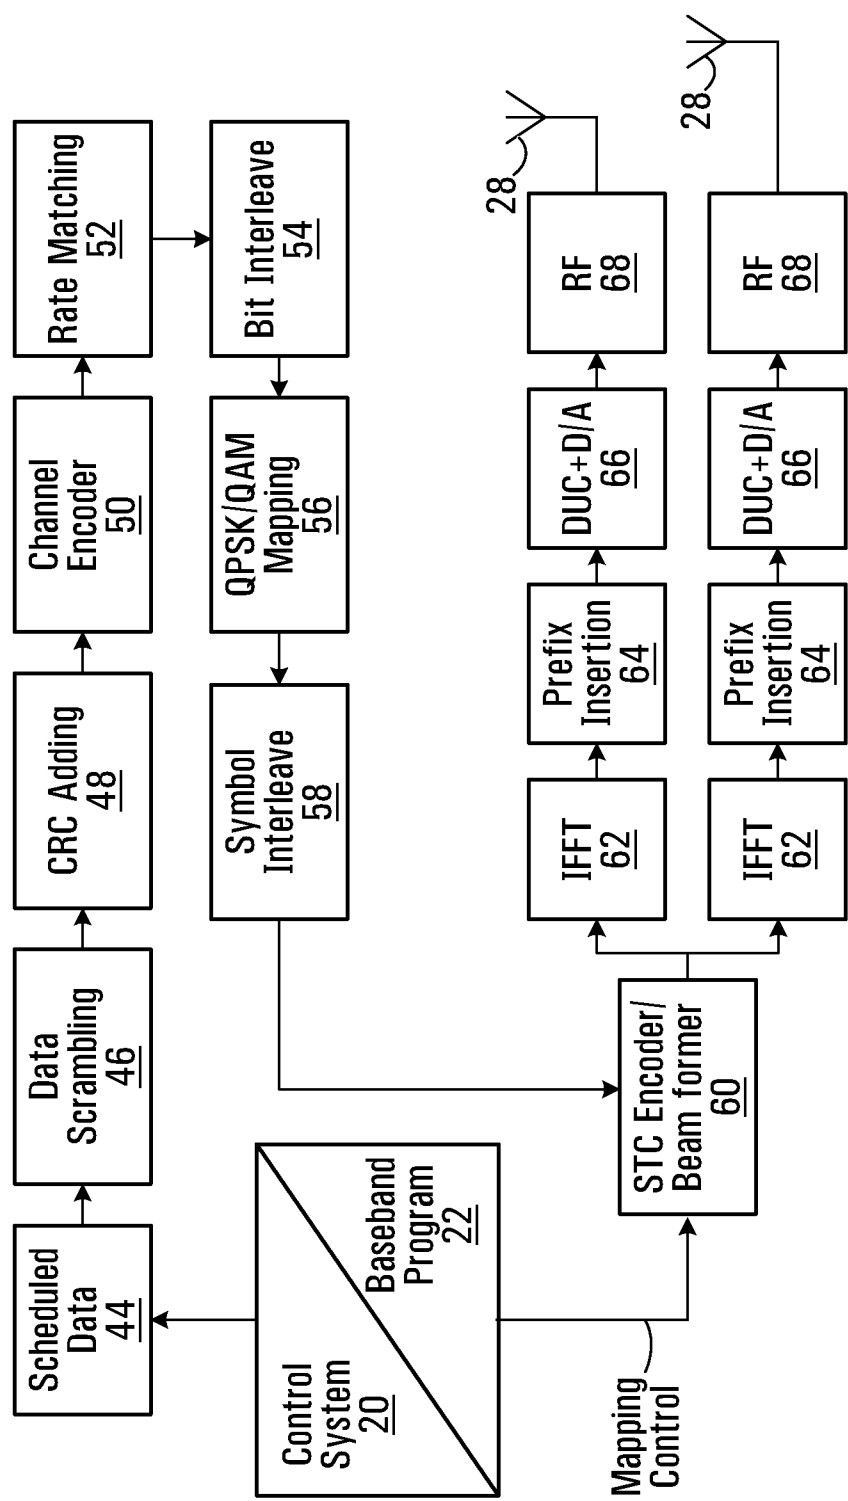 Scheduled
Data
44
Data
Scrambling
46
CRC Adding
48
Channel
Encoder
50
Rate Matching
52
Bit Interleave
54
QPSK/QAM
Mapping
56
Symbol
Interleave
58
Control
System
20
Baseband
Program
22
Mapping
Control
STC Encoder/
Beam former
60
IFFT
62
Prefix
Insertion
64
DUC+D/A
66
RF
68
28
IFFT
62
Prefix
Insertion
64
DUC+D/A
66
RF
68
28